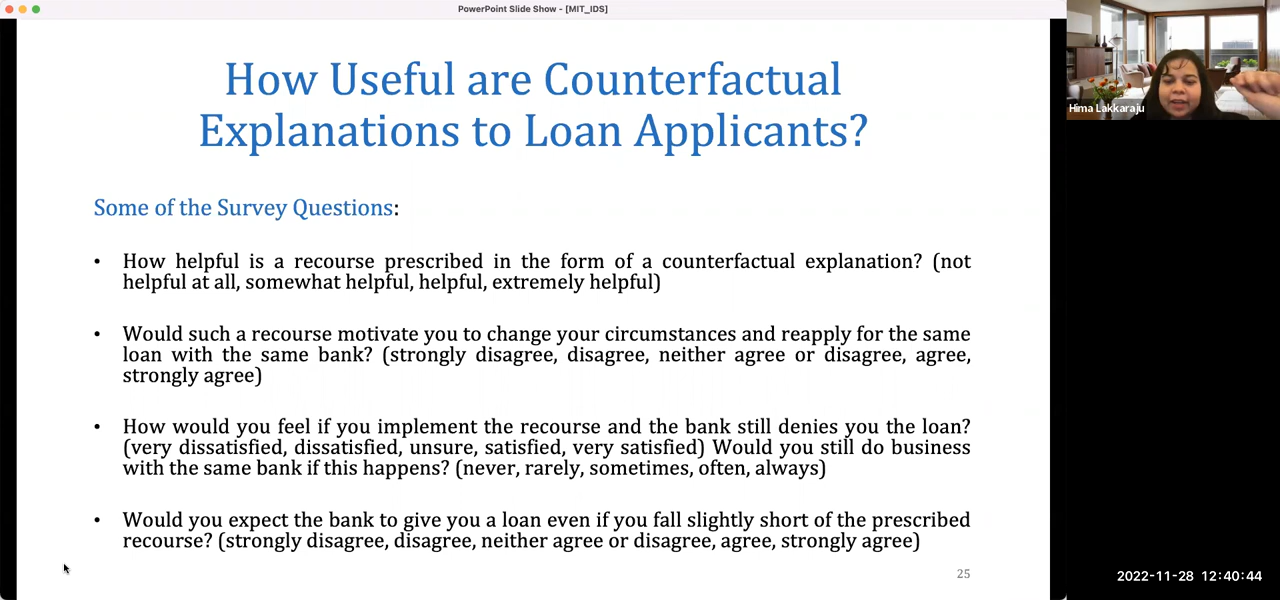 PowerPoint Slide Show - [MIT_IDS]
How Useful are Counterfactual
Explanations to Loan Applicants?
Some of the Survey Questions:
• How helpful is a recourse prescribed in the form of a counterfactual explanation? (not
helpful at all, somewhat helpful, helpful, extremely helpful)
• Would such a recourse motivate you to change your circumstances and reapply for the same
loan with the same bank? (strongly disagree, disagree, neither agree or disagree, agree,
strongly agree)
• How would you feel if you implement the recourse and the bank still denies you the loan?
(very dissatisfied, dissatisfied, unsure, satisfied, very satisfied) Would you still do business
with the same bank if this happens? (never, rarely, sometimes, often, always)
• Would you expect the bank to give you a loan even if you fall slightly short of the prescribed
recourse? (strongly disagree, disagree, neither agree or disagree, agree, strongly agree)
25
Hima Lakkaraju
2022-11-28 12:40:44